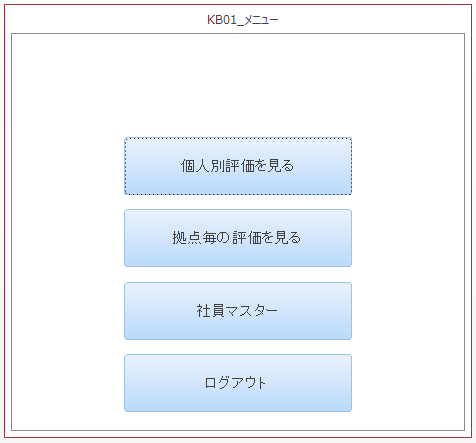 KB01_メニュー
個人別評価を見る
拠点毎の評価を見る
社員マスター
ログアウト